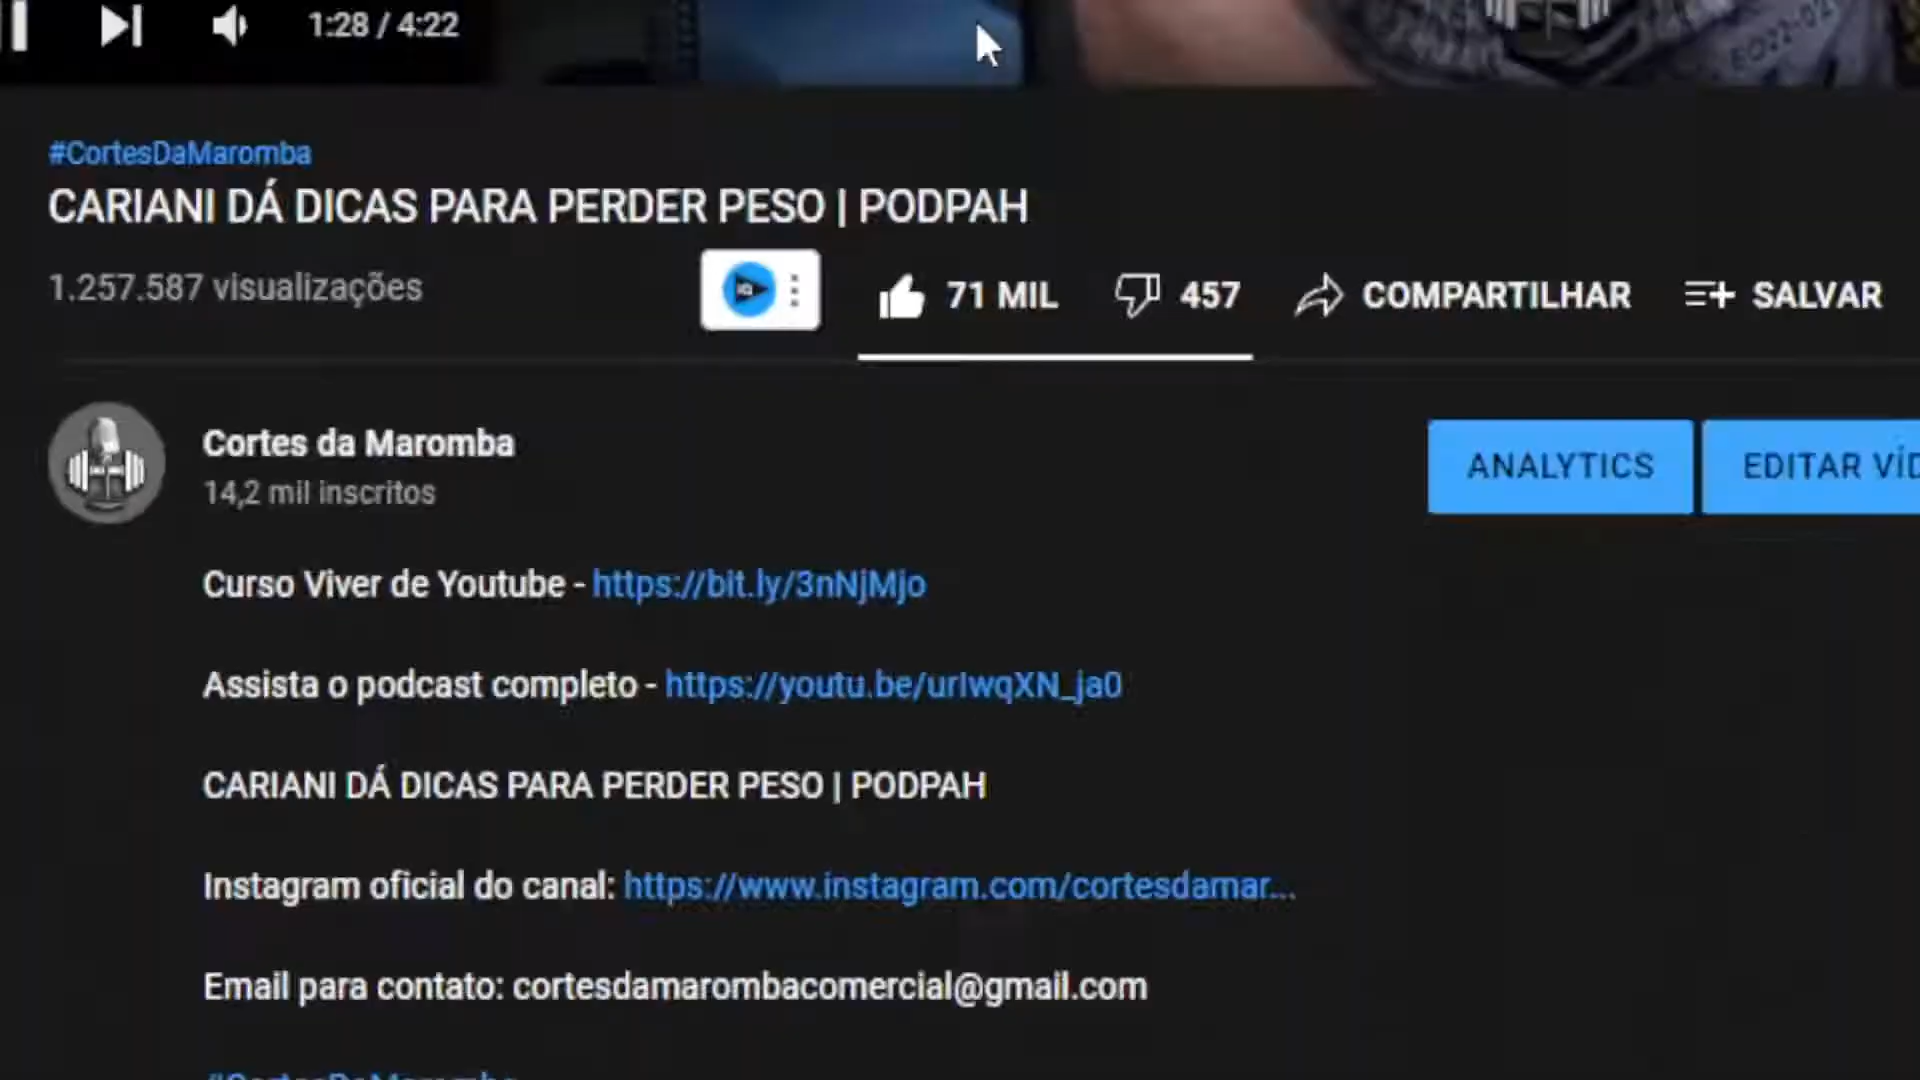 1:28 / 4:22
EO22-02
#CortesDaMaromba
CARIANI DÁ DICAS PARA PERDER PESO | PODPAH
1.257.587 visualizações
71 MIL
457
COMPARTILHAR
SALVAR
Cortes da Maromba
14,2 mil inscritos
ANALYTICS
EDITAR VÍD
Curso Viver de Youtube - https://bit.ly/3nNjMjo
Assista o podcast completo - https://youtu.be/urIwqXN_ja0
CARIANI DÁ DICAS PARA PERDER PESO | PODPAH
Instagram oficial do canal: https://www.instagram.com/cortesdamar...
Email para contato: cortesdamarombacomercial@gmail.com
#CortesDaMaromba